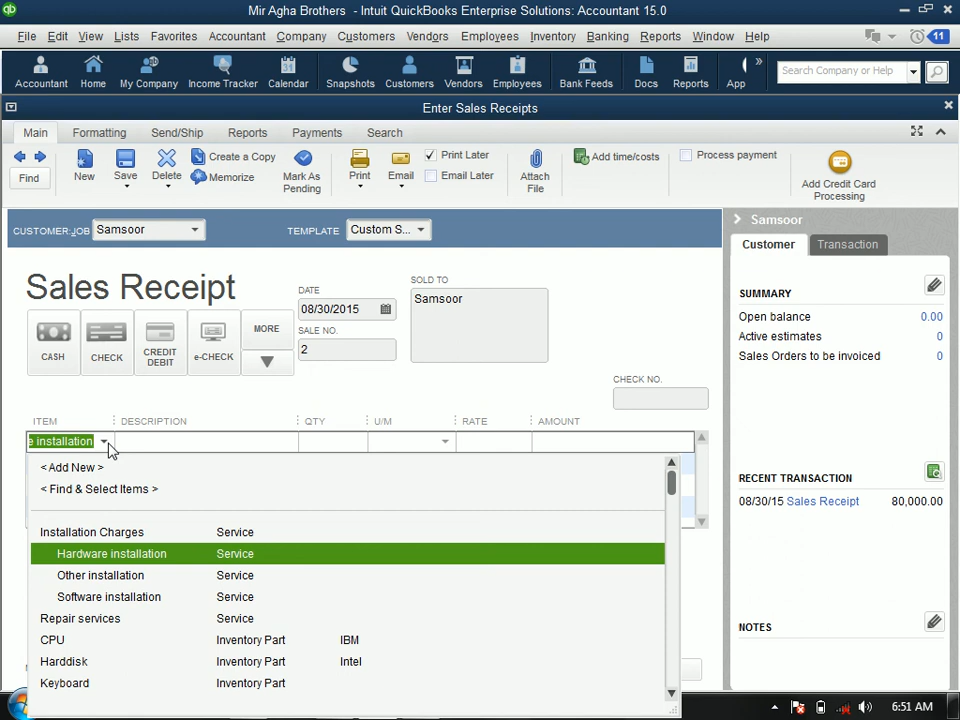 Mir Agha Brothers - Intuit QuickBooks Enterprise Solutions: Accountant 15.0
File Edit View Lists Favorites Accountant Company Customers Vendors Employees Inventory Banking Reports Window Help 11
Accountant Home My Company Income Tracker Calendar Snapshots Customers Vendors Employees Bank Feeds Docs Reports App » Search Company or Help
Enter Sales Receipts
Main Formatting Send/Ship Reports Payments Search
Find New Save Delete Create a Copy Memorize Mark As Pending Print Email Print Later Email Later Attach File Add time/costs Process payment Add Credit Card Processing
CUSTOMER:JOB Samsoor TEMPLATE Custom S...
Sales Receipt
DATE
08/30/2015
SALE NO.
2
SOLD TO
Samsoor
CASH CHECK CREDIT DEBIT e-CHECK MORE
CHECK NO.
ITEM DESCRIPTION QTY U/M RATE AMOUNT
e installation
< Add New >
< Find & Select Items >
Installation Charges Service
Hardware installation Service
Other installation Service
Software installation Service
Repair services Service
CPU Inventory Part IBM
Harddisk Inventory Part Intel
Keyboard Inventory Part
Samsoor
Customer Transaction
SUMMARY
Open balance 0.00
Active estimates 0
Sales Orders to be invoiced 0
RECENT TRANSACTION
08/30/15 Sales Receipt 80,000.00
NOTES
6:51 AM